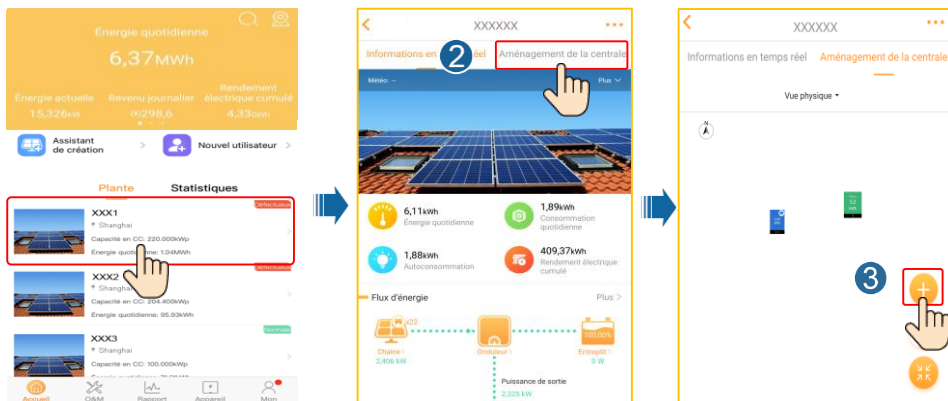 Énergie quotidienne
6,37MWh
Énergie actuelle
15,326kW
Revenu journalier
298,6
Rendement
électrique cumulé
4,33GWh
Assistant
de création
Nouvel utilisateur
Plante
Statistiques
Défectueux
XXX1
Shanghai
Capacité en CC: 220.000kWp
Énergie quotidienne: 1.04MWh
Défectueux
XXX2
Shanghai
Capacité en CC: 204.400kWp
Énergie quotidienne: 95.93kWh
Normale
XXX3
Shanghai
Capacité en CC: 100.000kWp
Accueil
O&M
Rapport
Appareil
Mon
XXXXXX
Informations en réel
2
Aménagement de la centrale
Météo: --
Plus
6,11kWh
Énergie quotidienne
1,89kWh
Consommation
quotidienne
1,88kWh
Autoconsommation
409,37kWh
Rendement électrique
cumulé
Flux d'énergie
Plus
x22
100,00%
Chaîne
2,406 kW
Onduleur
Entrepôt
0 W
Puissance de sortie
2,328 kW
XXXXXX
Informations en temps réel
Aménagement de la centrale
Vue physique
N
3